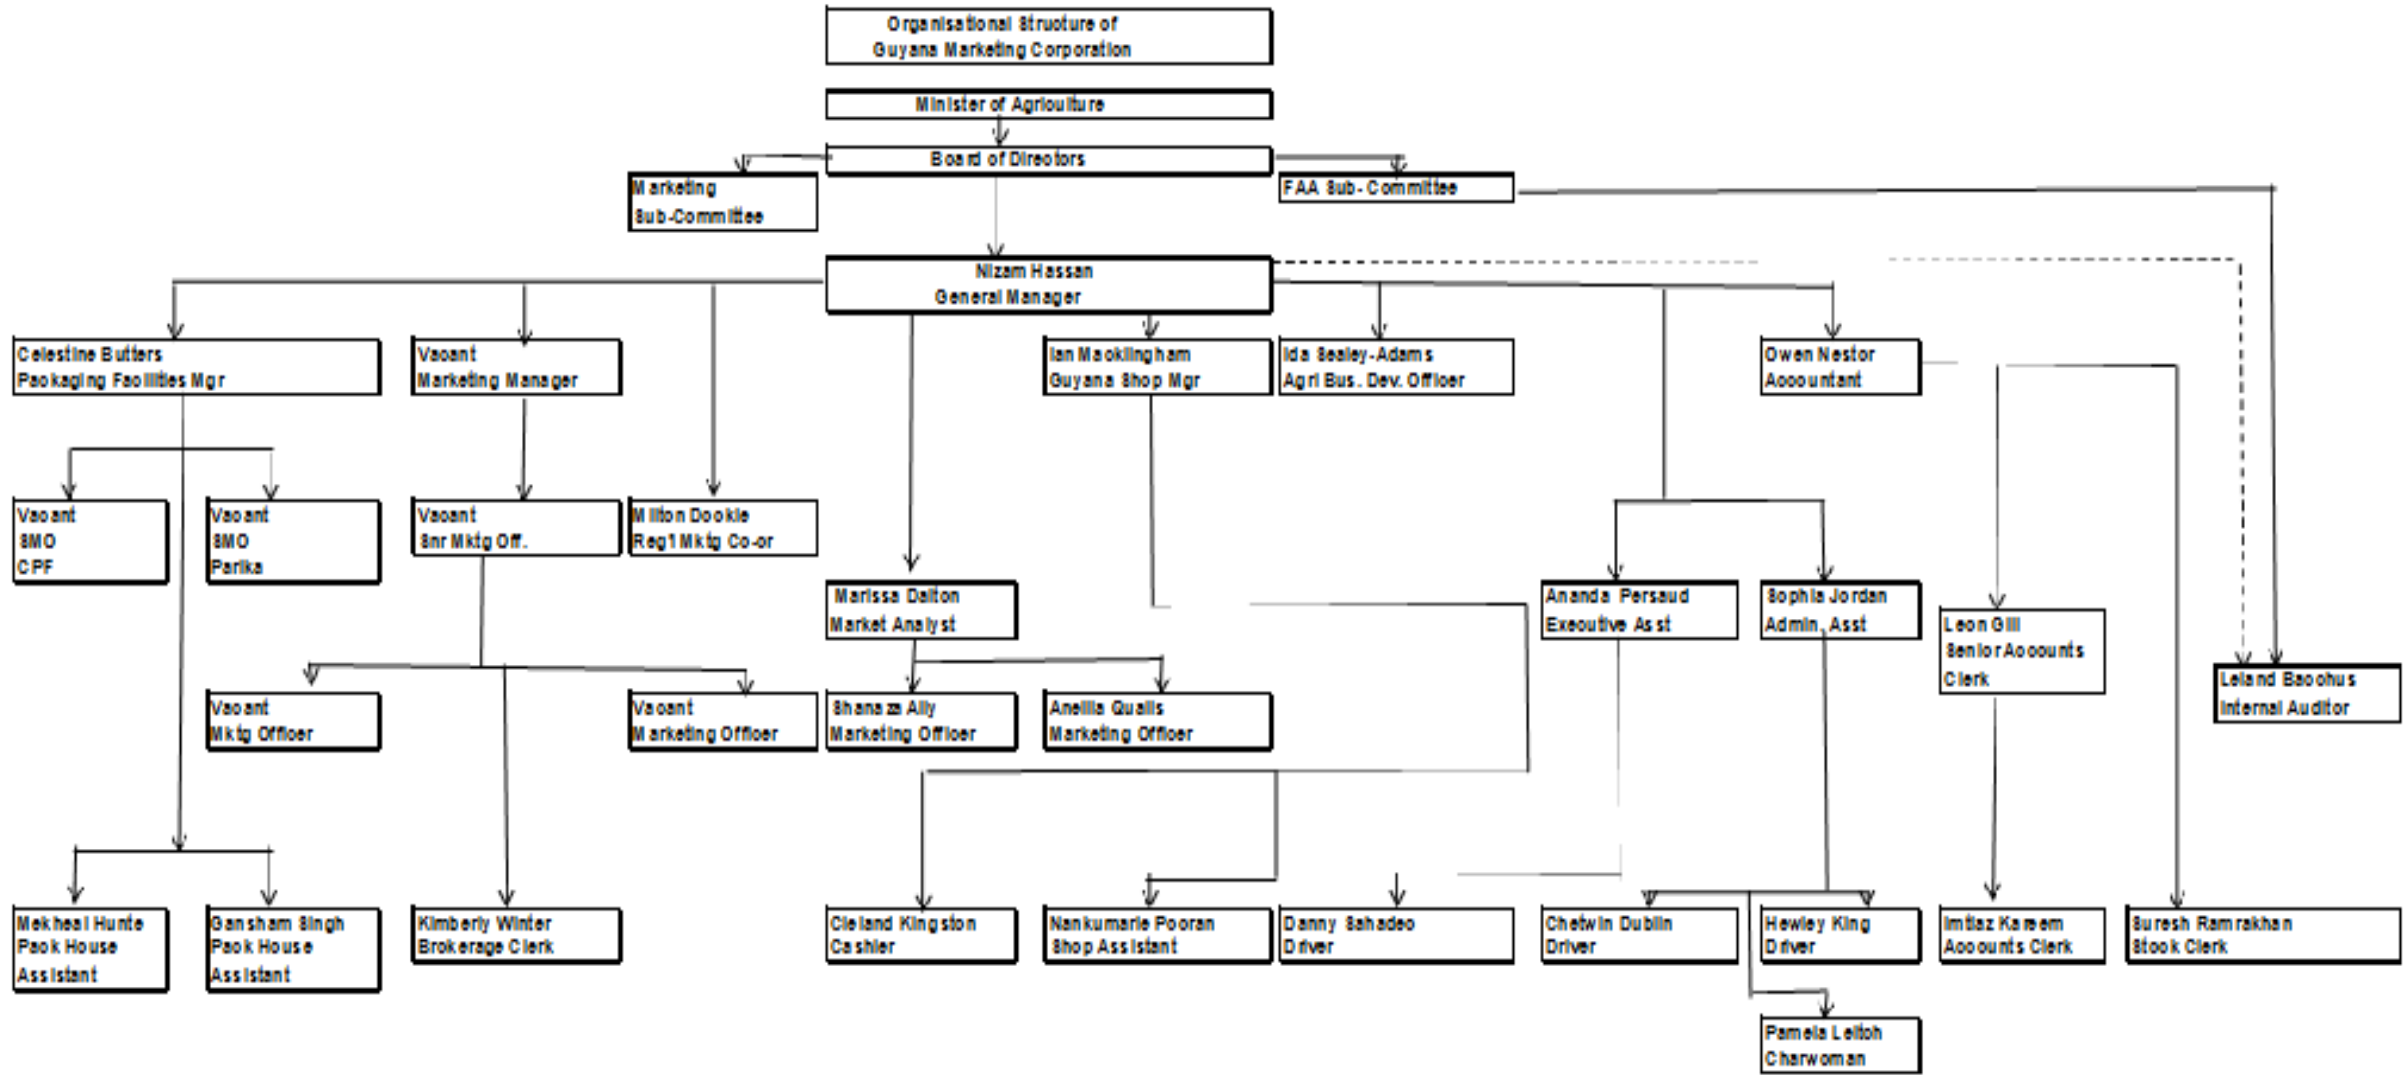 Organisational Structure of
Guyana Marketing Corporation
Minister of Agriculture
Board of Directors
Marketing
Sub-Committee
FAA Sub- Committee
Nizam Hassan
General Manager
Celestine Butters
Packaging Facilities Mgr
Vacant
Marketing Manager
Ian Macklingham
Guyana Shop Mgr
Ida Sealey-Adams
Agri Bus. Dev. Officer
Owen Nestor
Accountant
Vacant
SMO
CPF
Vacant
SMO
Parika
Vacant
Snr Mktg Off.
Milton Dookie
Reg1 Mktg Co-or
Marissa Dalton
Market Analyst
Ananda Persaud
Executive Asst
Sophia Jordan
Admin. Asst
Leon Gill
Senior Accounts
Clerk
Leland Bacchus
Internal Auditor
Vacant
Mktg Officer
Vacant
Marketing Officer
Shanaza Ally
Marketing Officer
Anellia Qualls
Marketing Officer
Mekheal Hunte
Pack House
Assistant
Gansham Singh
Pack House
Assistant
Kimberly Winter
Brokerage Clerk
Cleland Kingston
Cashier
Nankumarie Pooran
Shop Assistant
Danny Sahadeo
Driver
Chetwin Dublin
Driver
Hewley King
Driver
Imtiaz Kareem
Accounts Clerk
Suresh Ramrakhan
Stock Clerk
Pamela Leitch
Charwoman